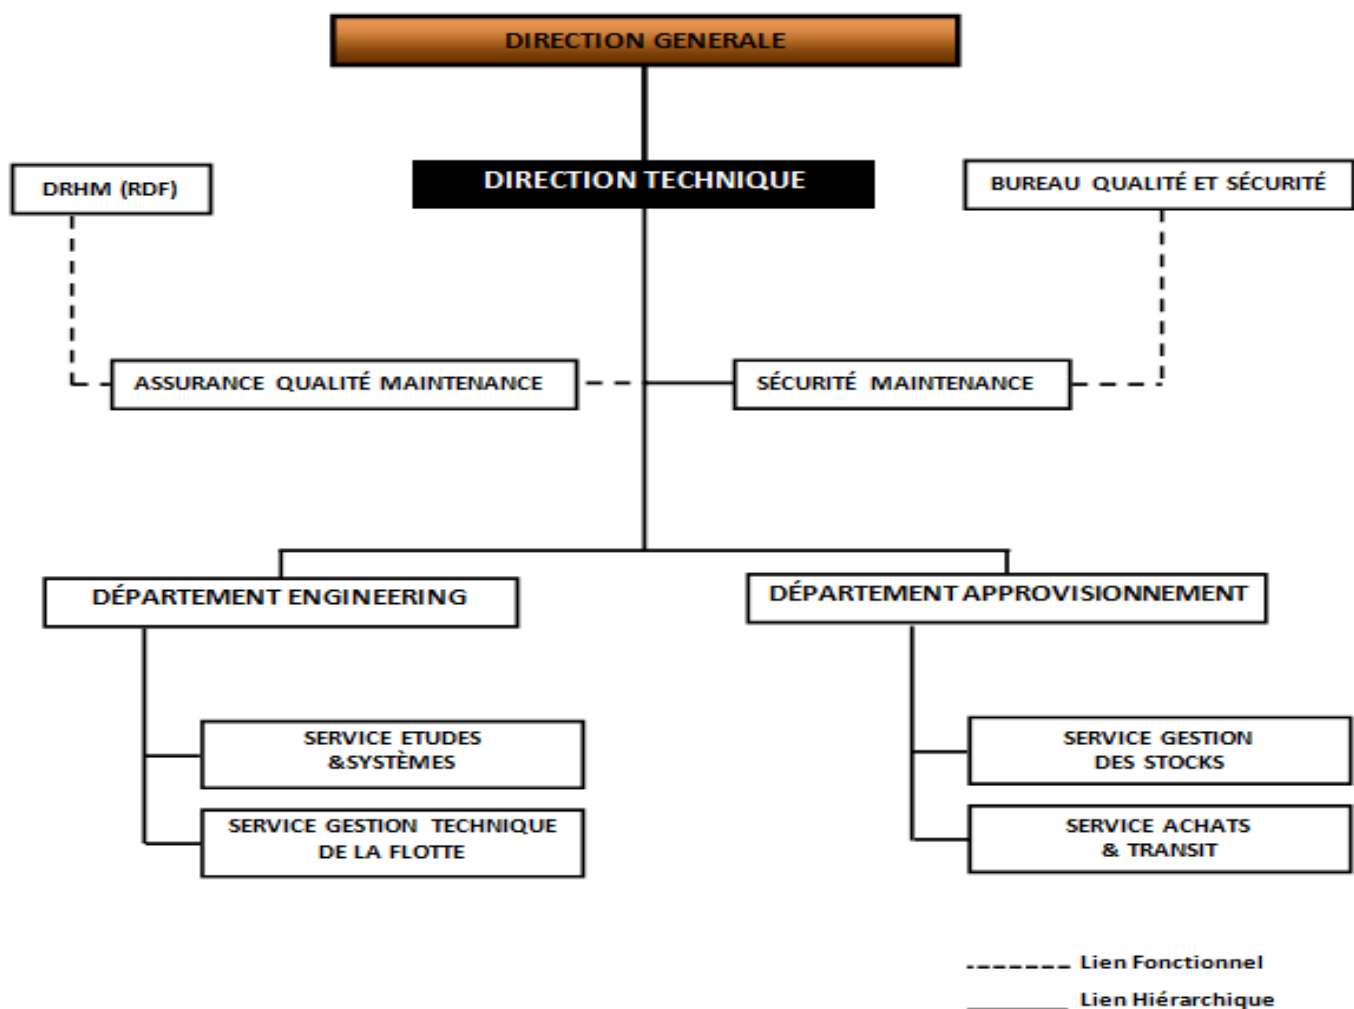 DIRECTION GENERALE
DRHM (RDF)
DIRECTION TECHNIQUE
BUREAU QUALITÉ ET SÉCURITÉ
ASSURANCE QUALITÉ MAINTENANCE
SÉCURITÉ MAINTENANCE
DÉPARTEMENT ENGINEERING
DÉPARTEMENT APPROVISIONNEMENT
SERVICE ETUDES
&SYSTÈMES
SERVICE GESTION
DES STOCKS
SERVICE GESTION TECHNIQUE
DE LA FLOTTE
SERVICE ACHATS
& TRANSIT
Lien Fonctionnel
Lien Hiérarchique